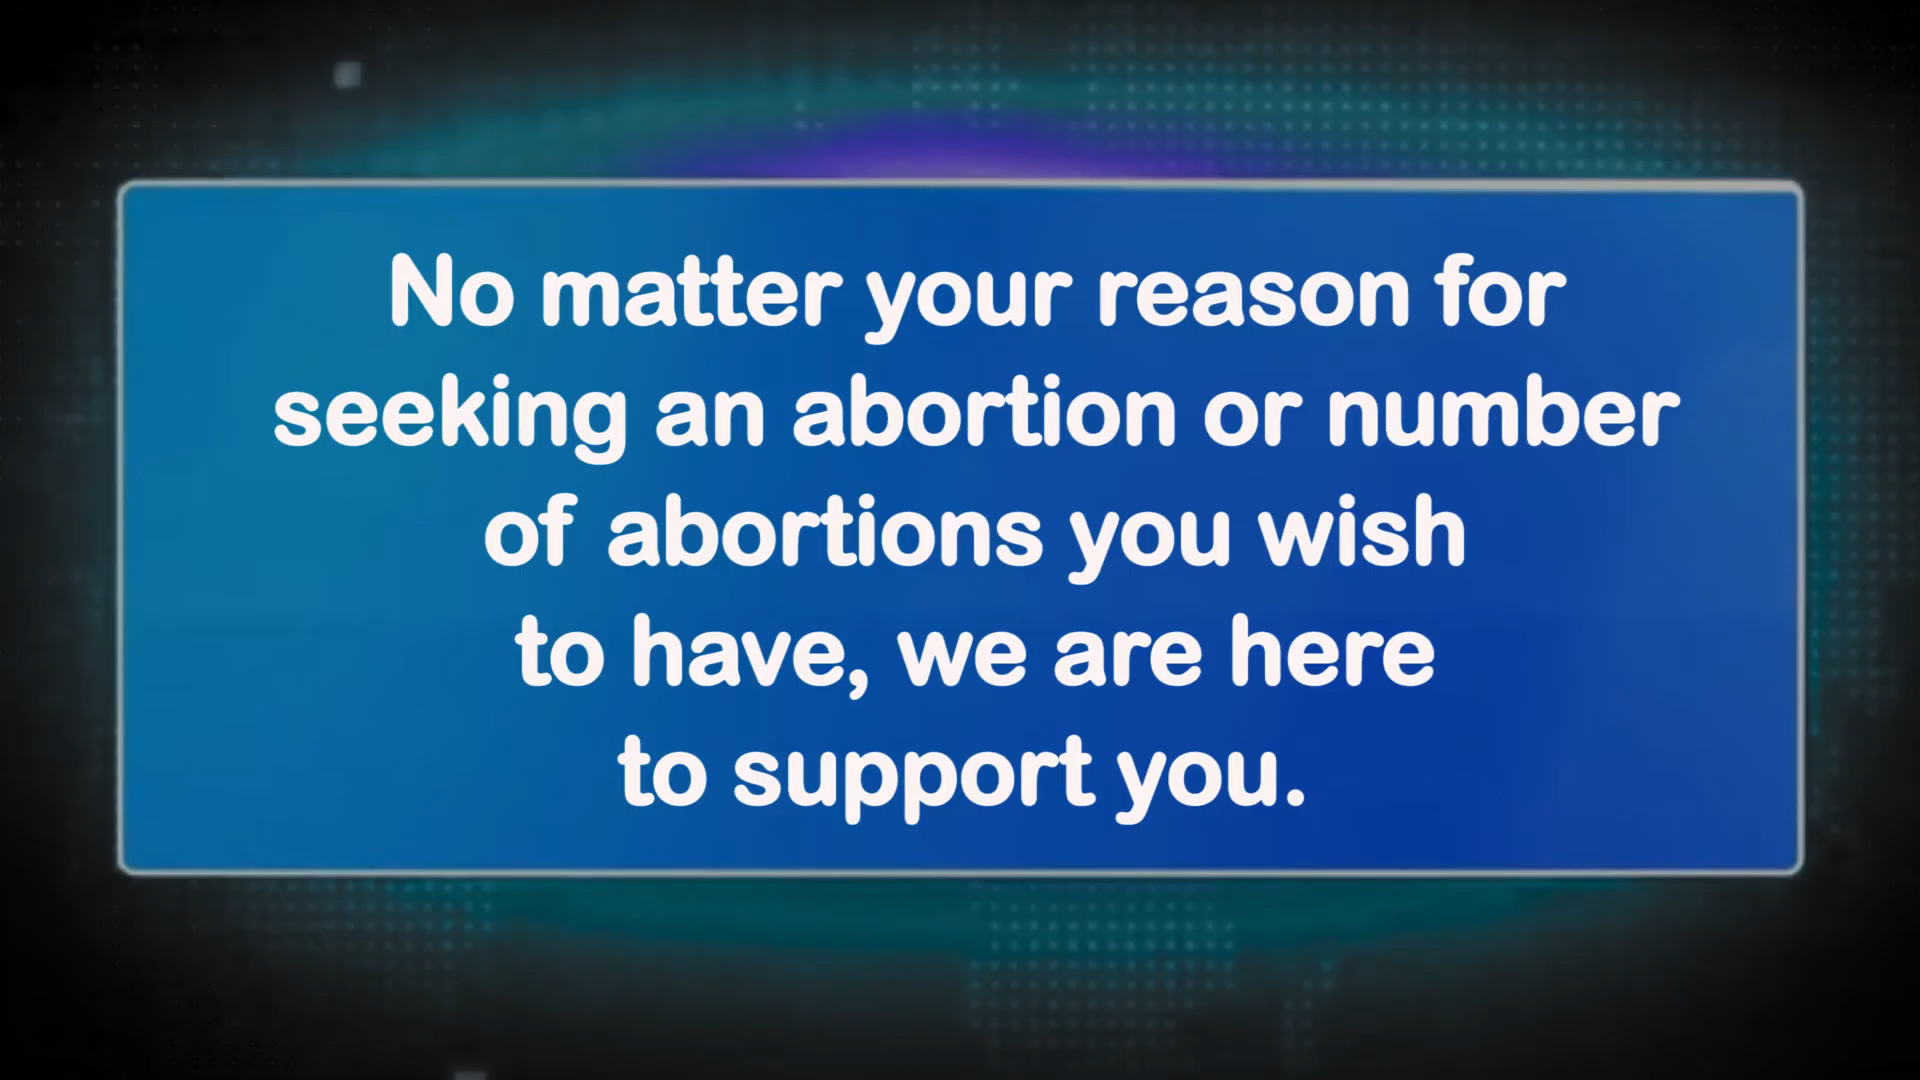 No matter your reason for
seeking an abortion or number
of abortions you wish
to have, we are here
to support you.